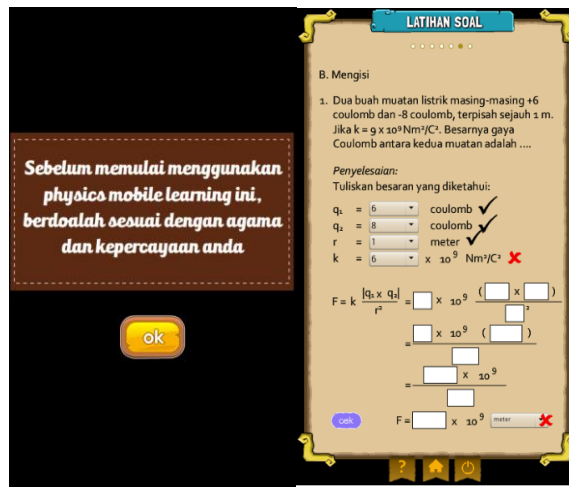 Sebelum memulai menggunakan
physics mobile learning ini,
berdoalah sesuai dengan agama
dan kepercayaan anda
ok
LATIHAN SOAL
B. Mengisi
1. Dua buah muatan listrik masing-masing +6
coulomb dan -8 coulomb, terpisah sejauh 1 m.
Jika k = 9 x 10⁹ Nm²/C². Besarnya gaya
Coulomb antara kedua muatan adalah ....
Penyelesaian:
Tuliskan besaran yang diketahui:
q₁ = 6 coulomb
q₂ = 8 coulomb
r = 1 meter
k = 6 x 10⁹ Nm²/C²
F = k |q₁ x q₂| / r² = x 10⁹ ( x ) / ²
= x 10⁹ ( )
= x 10⁹
cek F = x 10⁹ meter
?